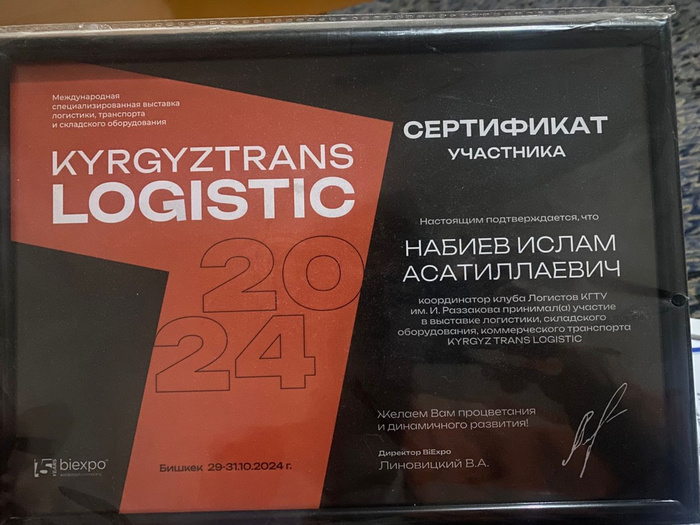 Международная
специализированная выставка
логистики, транспорта
и складского оборудования
KYRGYZTRANS
LOGISTIC
20
24
biexpo
Бишкек 29-31.10.2024 г.
СЕРТИФИКАТ
УЧАСТНИКА
Настоящим подтверждается, что
НАБИЕВ ИСЛАМ
АСАТИЛЛАЕВИЧ
координатор клуба Логистов КГТУ
им. И. Раззакова принимал(а) участие
в выставке логистики, складского
оборудования, коммерческого транспорта
KYRGYZ TRANS LOGISTIC
Желаем Вам процветания
и динамичного развития!
Директор BiExpo
Линовицкий В.А.